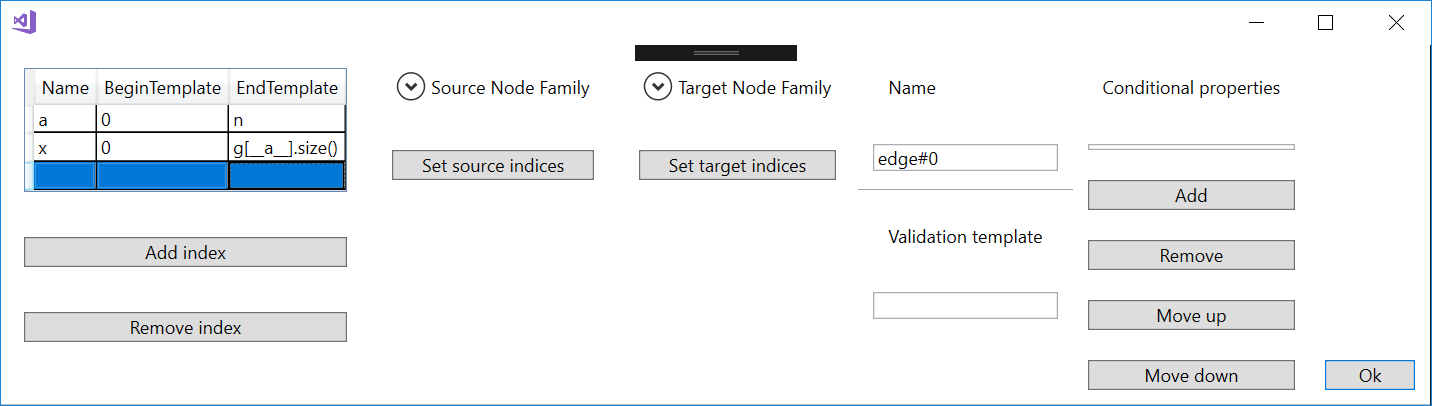 Name BeginTemplate EndTemplate
a 0 n
x 0 g[__a__].size()
Add index
Remove index
Source Node Family
Set source indices
Target Node Family
Set target indices
Name
edge#0
Validation template
Conditional properties
Add
Remove
Move up
Move down
Ok